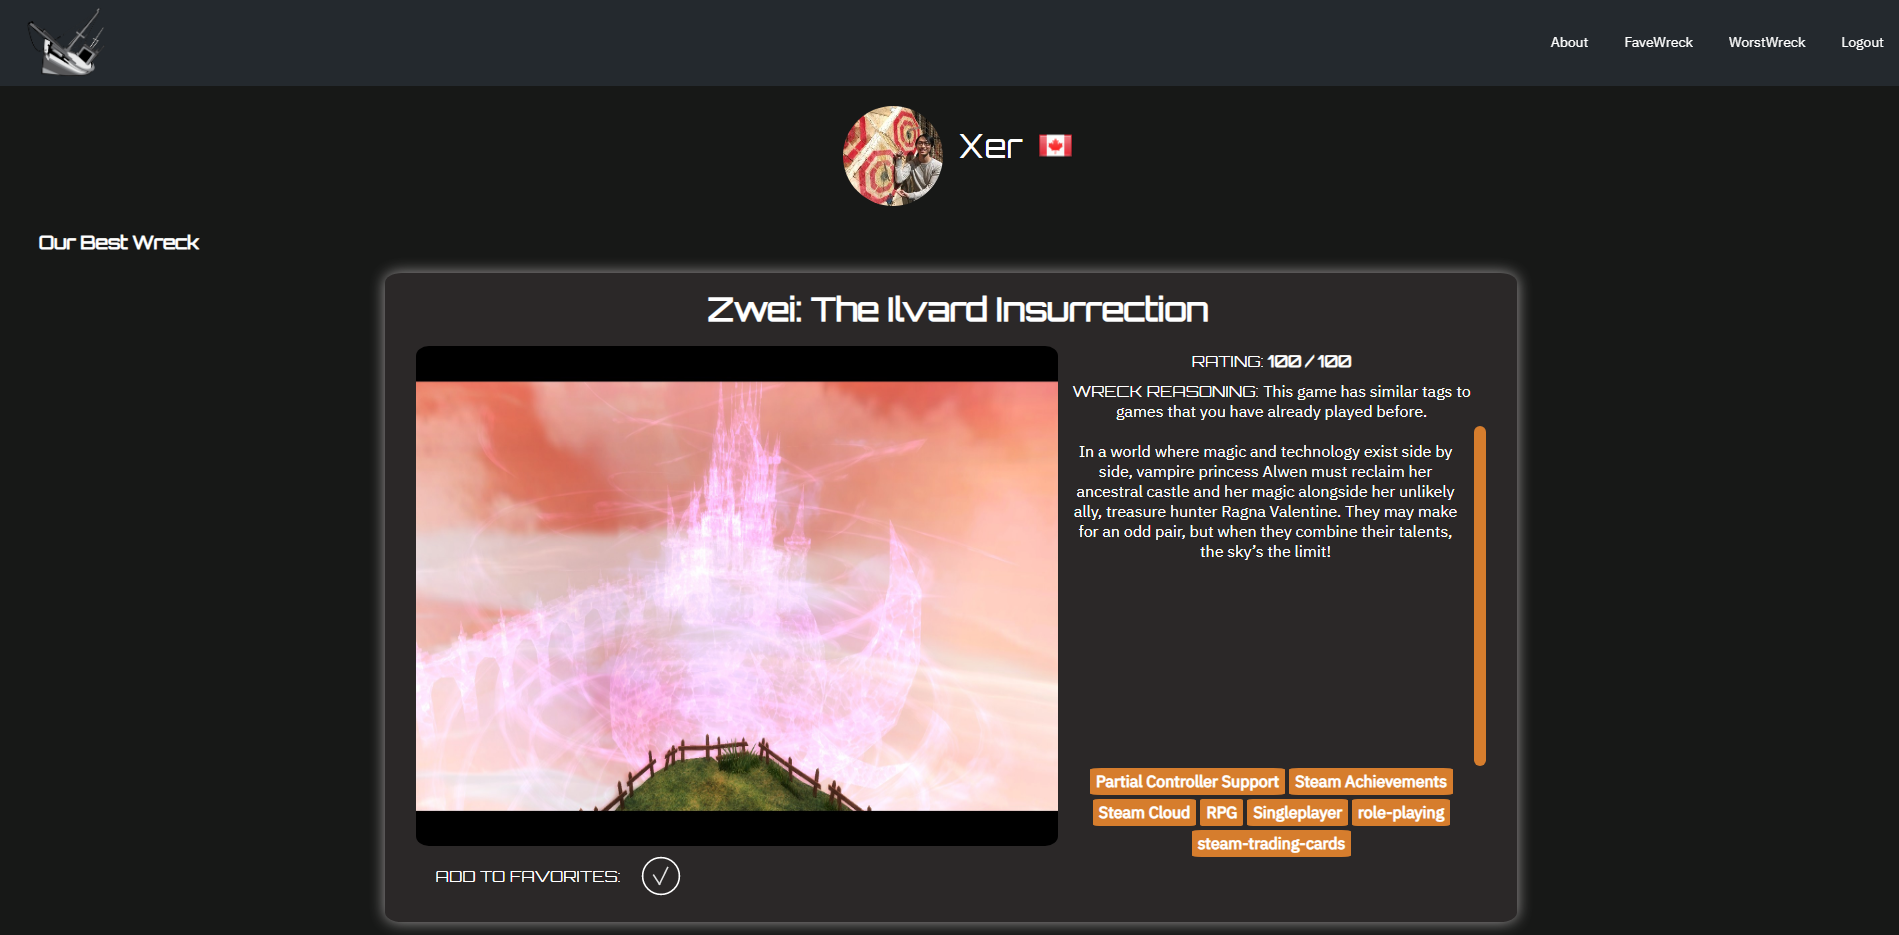 About FaveWreck WorstWreck Logout
Xer
Our Best Wreck
Zwei: The Ilvard Insurrection
RATING: 100 / 100
WRECK REASONING: This game has similar tags to
games that you have already played before.
In a world where magic and technology exist side by
side, vampire princess Alwen must reclaim her
ancestral castle and her magic alongside her unlikely
ally, treasure hunter Ragna Valentine. They may make
for an odd pair, but when they combine their talents,
the sky’s the limit!
Partial Controller Support Steam Achievements
Steam Cloud RPG Singleplayer role-playing
steam-trading-cards
ADD TO FAVORITES: